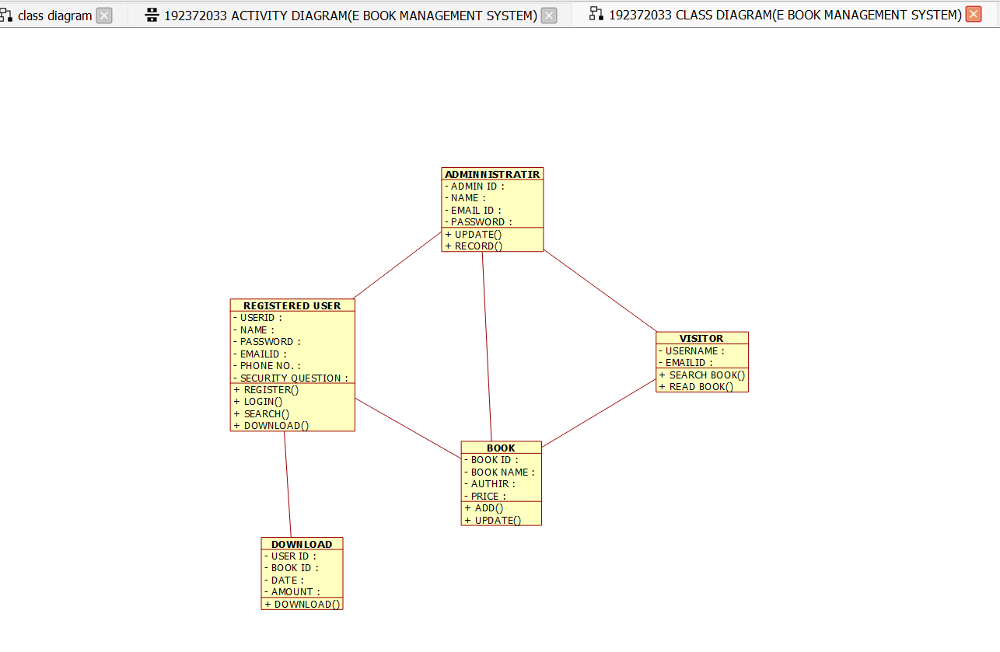 class diagram
192372033 ACTIVITY DIAGRAM(E BOOK MANAGEMENT SYSTEM)
192372033 CLASS DIAGRAM(E BOOK MANAGEMENT SYSTEM)
ADMINNISTRATIR
- ADMIN ID :
- NAME :
- EMAIL ID :
- PASSWORD :
+ UPDATE()
+ RECORD()
REGISTERED USER
- USERID :
- NAME :
- PASSWORD :
- EMAILID :
- PHONE NO. :
- SECURITY QUESTION :
+ REGISTER()
+ LOGIN()
+ SEARCH()
+ DOWNLOAD()
VISITOR
- USERNAME :
- EMAILID :
+ SEARCH BOOK()
+ READ BOOK()
BOOK
- BOOK ID :
- BOOK NAME :
- AUTHIR :
- PRICE :
+ ADD()
+ UPDATE()
DOWNLOAD
- USER ID :
- BOOK ID :
- DATE :
- AMOUNT :
+ DOWNLOAD()